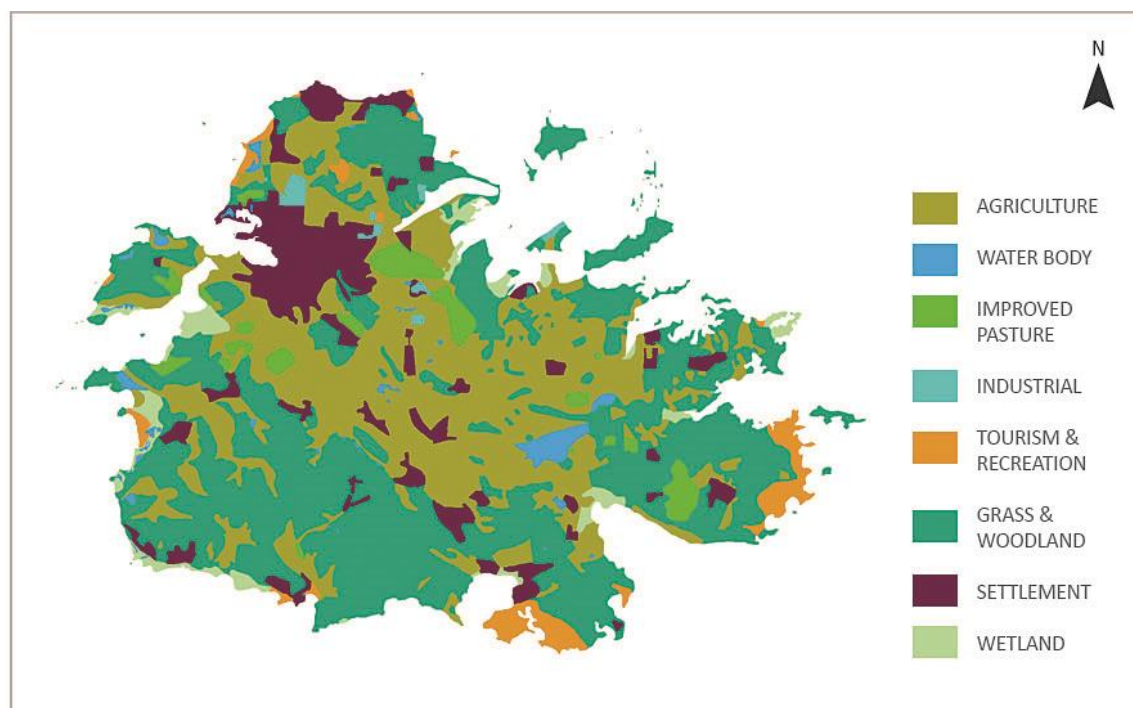 N
AGRICULTURE
WATER BODY
IMPROVED
PASTURE
INDUSTRIAL
TOURISM &
RECREATION
GRASS &
WOODLAND
SETTLEMENT
WETLAND